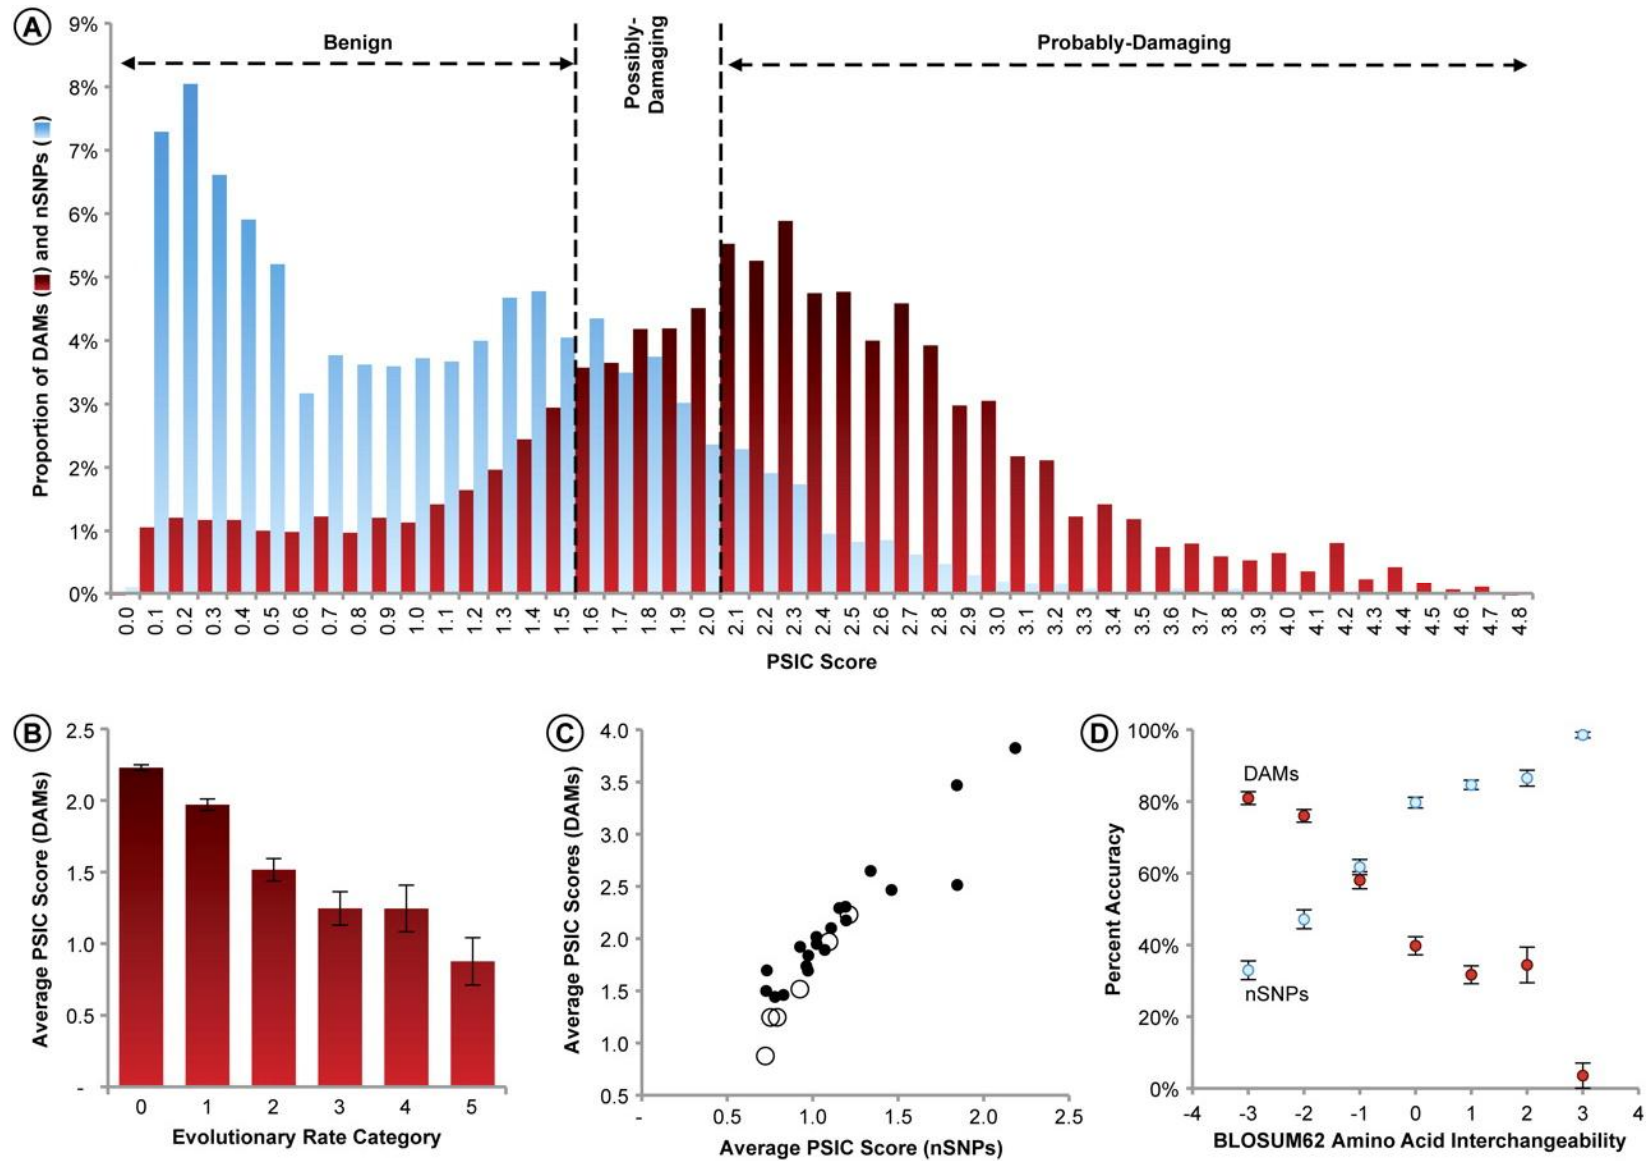 A
Proportion of DAMs ( ) and nSNPs ( )
9%
8%
7%
6%
5%
4%
3%
2%
1%
0%
Benign
Possibly-
Damaging
Probably-Damaging
0.0 0.1 0.2 0.3 0.4 0.5 0.6 0.7 0.8 0.9 1.0 1.1 1.2 1.3 1.4 1.5 1.6 1.7 1.8 1.9 2.0 2.1 2.2 2.3 2.4 2.5 2.6 2.7 2.8 2.9 3.0 3.1 3.2 3.3 3.4 3.5 3.6 3.7 3.8 3.9 4.0 4.1 4.2 4.3 4.4 4.5 4.6 4.7 4.8
PSIC Score
B
Average PSIC Score (DAMs)
2.5
2.0
1.5
1.0
0.5
-
0 1 2 3 4 5
Evolutionary Rate Category
C
Average PSIC Scores (DAMs)
4.0
3.5
3.0
2.5
2.0
1.5
1.0
0.5
- 0.5 1.0 1.5 2.0 2.5
Average PSIC Score (nSNPs)
D
Percent Accuracy
100%
80%
60%
40%
20%
0%
DAMs
nSNPs
-4 -3 -2 -1 0 1 2 3 4
BLOSUM62 Amino Acid Interchangeability